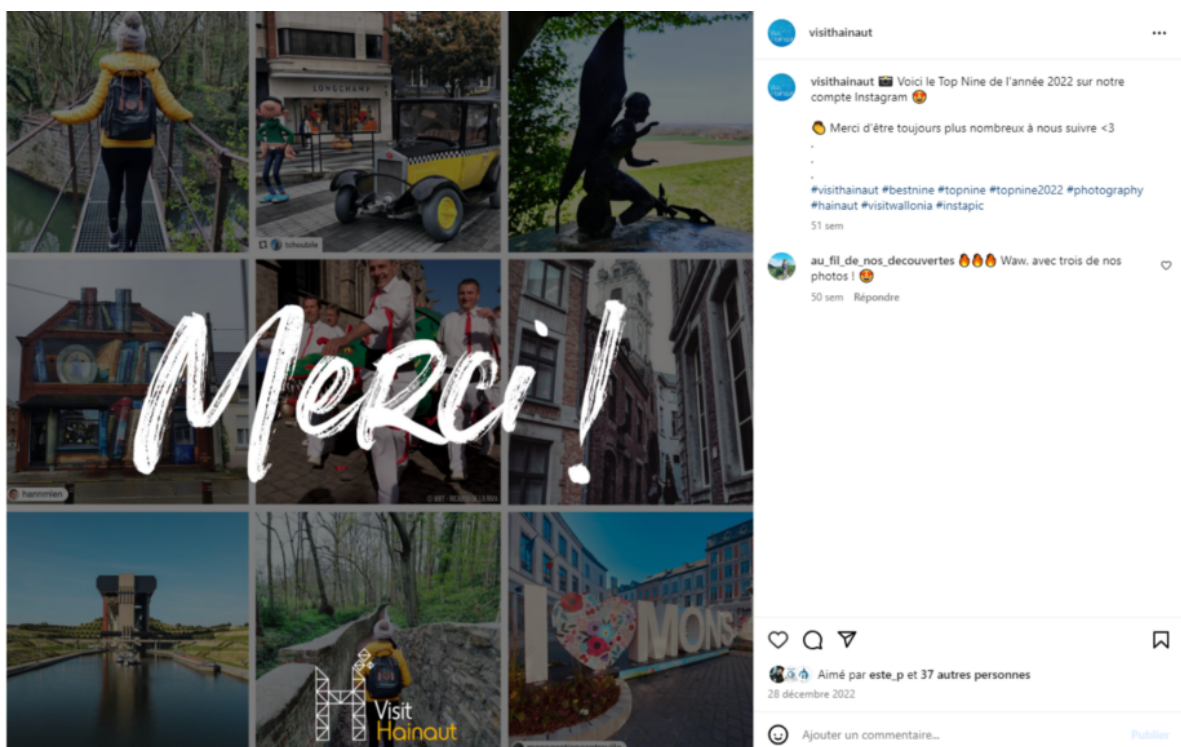 LONGCHAMP
tchoubile
Merci !
hannmien
I MONS
Visit
Hainaut
visithainaut
visithainaut 📸 Voici le Top Nine de l'année 2022 sur notre
compte Instagram 🤩
👏 Merci d'être toujours plus nombreux à nous suivre <3
.
.
.
#visithainaut #bestnine #topnine #topnine2022 #photography
#hainaut #visitwallonia #instapic
51 sem
au_fil_de_nos_decouvertes 🔥🔥🔥 Waw, avec trois de nos
photos ! 🤩
50 sem Répondre
Aimé par este_p et 37 autres personnes
28 décembre 2022
Ajouter un commentaire...
Publier